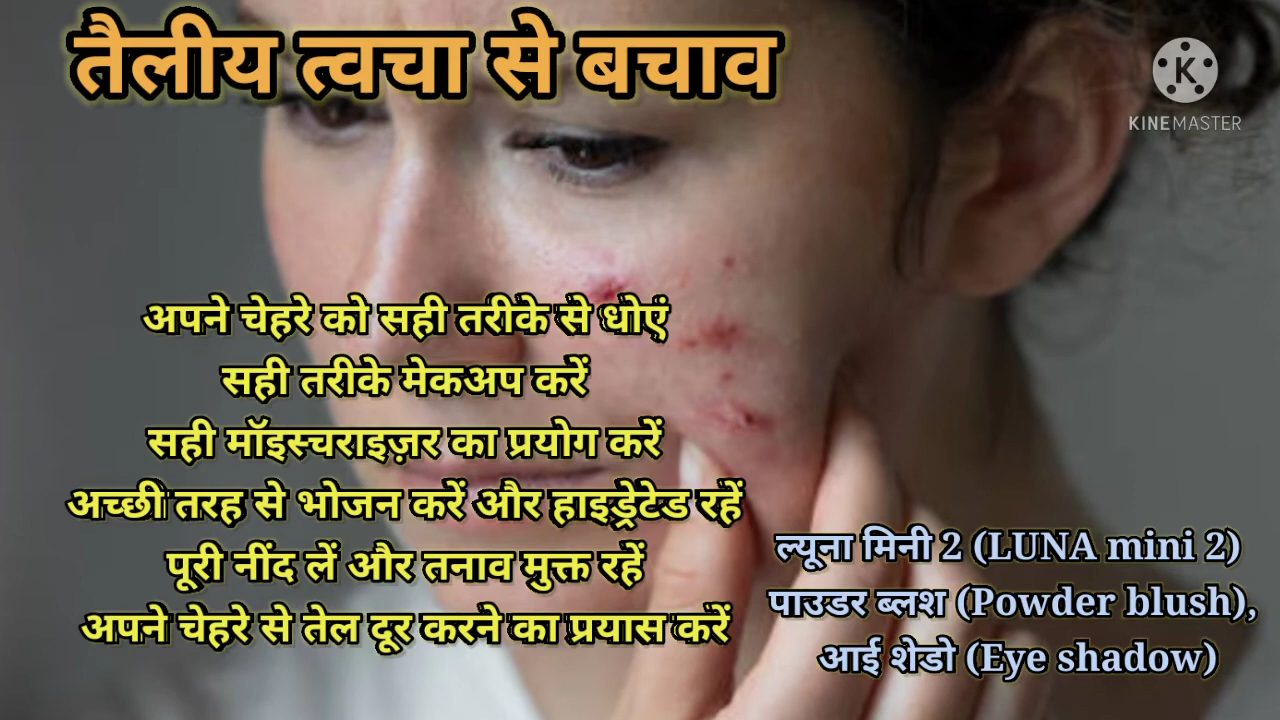 तैलीय त्वचा से बचाव
K
KINEMASTER
अपने चेहरे को सही तरीके से धोएं
सही तरीके मेकअप करें
सही मॉइस्चराइज़र का प्रयोग करें
अच्छी तरह से भोजन करें और हाइड्रेटेड रहें
पूरी नींद लें और तनाव मुक्त रहें
अपने चेहरे से तेल दूर करने का प्रयास करें
ल्यूना मिनी 2 (LUNA mini 2)
पाउडर ब्लश (Powder blush),
आई शेडो (Eye shadow)